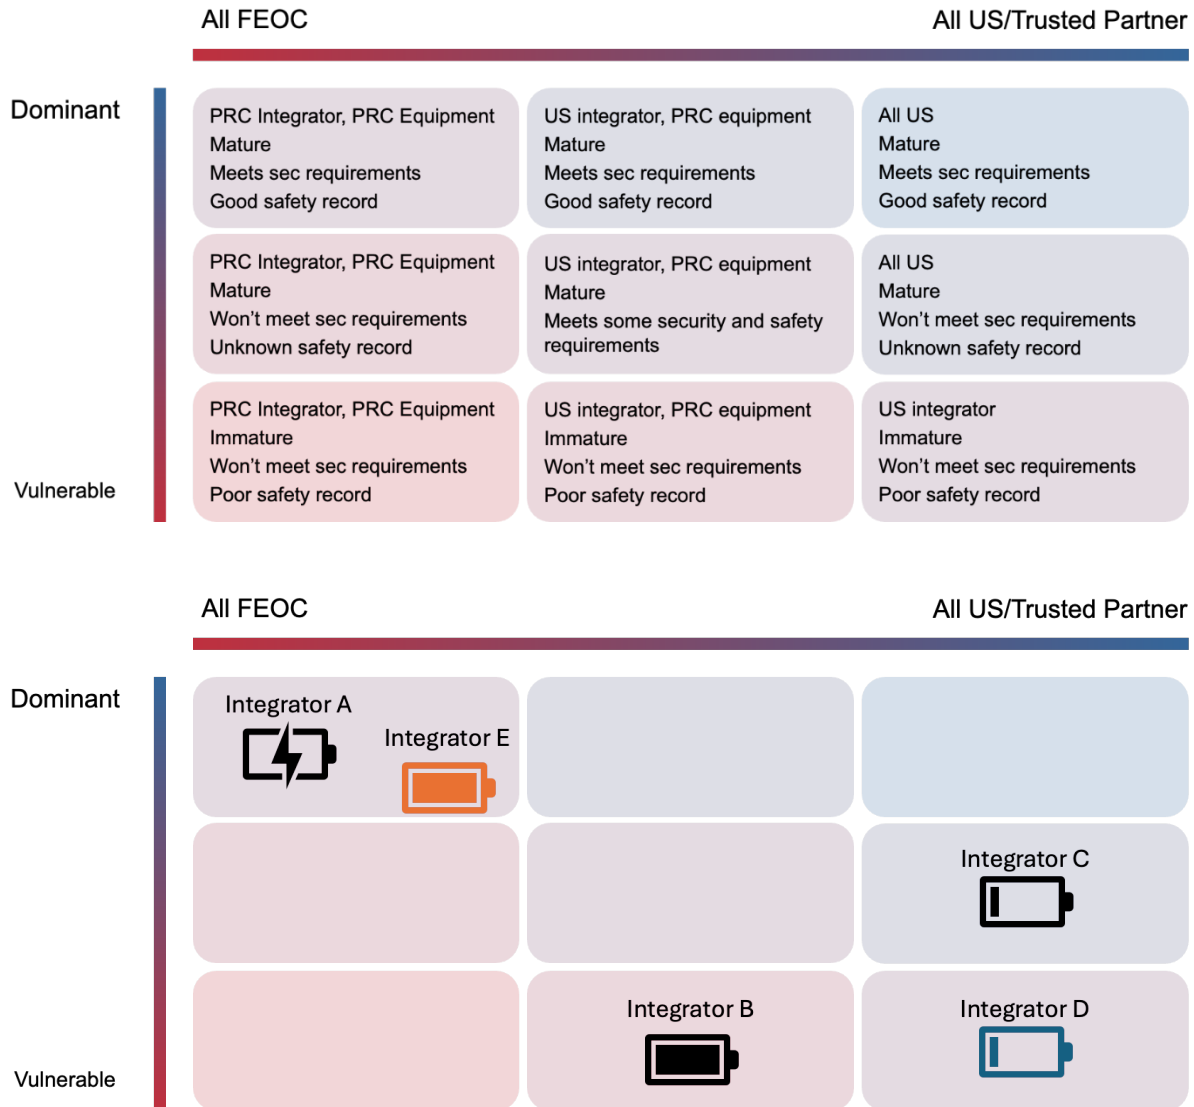 All FEOC
All US/Trusted Partner
Dominant
PRC Integrator, PRC Equipment
Mature
Meets sec requirements
Good safety record
US integrator, PRC equipment
Mature
Meets sec requirements
Good safety record
All US
Mature
Meets sec requirements
Good safety record
PRC Integrator, PRC Equipment
Mature
Won’t meet sec requirements
Unknown safety record
US integrator, PRC equipment
Mature
Meets some security and safety
requirements
All US
Mature
Won’t meet sec requirements
Unknown safety record
Vulnerable
PRC Integrator, PRC Equipment
Immature
Won’t meet sec requirements
Poor safety record
US integrator, PRC equipment
Immature
Won’t meet sec requirements
Poor safety record
US integrator
Immature
Won’t meet sec requirements
Poor safety record
All FEOC
All US/Trusted Partner
Dominant
Integrator A
Integrator E
Integrator C
Integrator B
Integrator D
Vulnerable